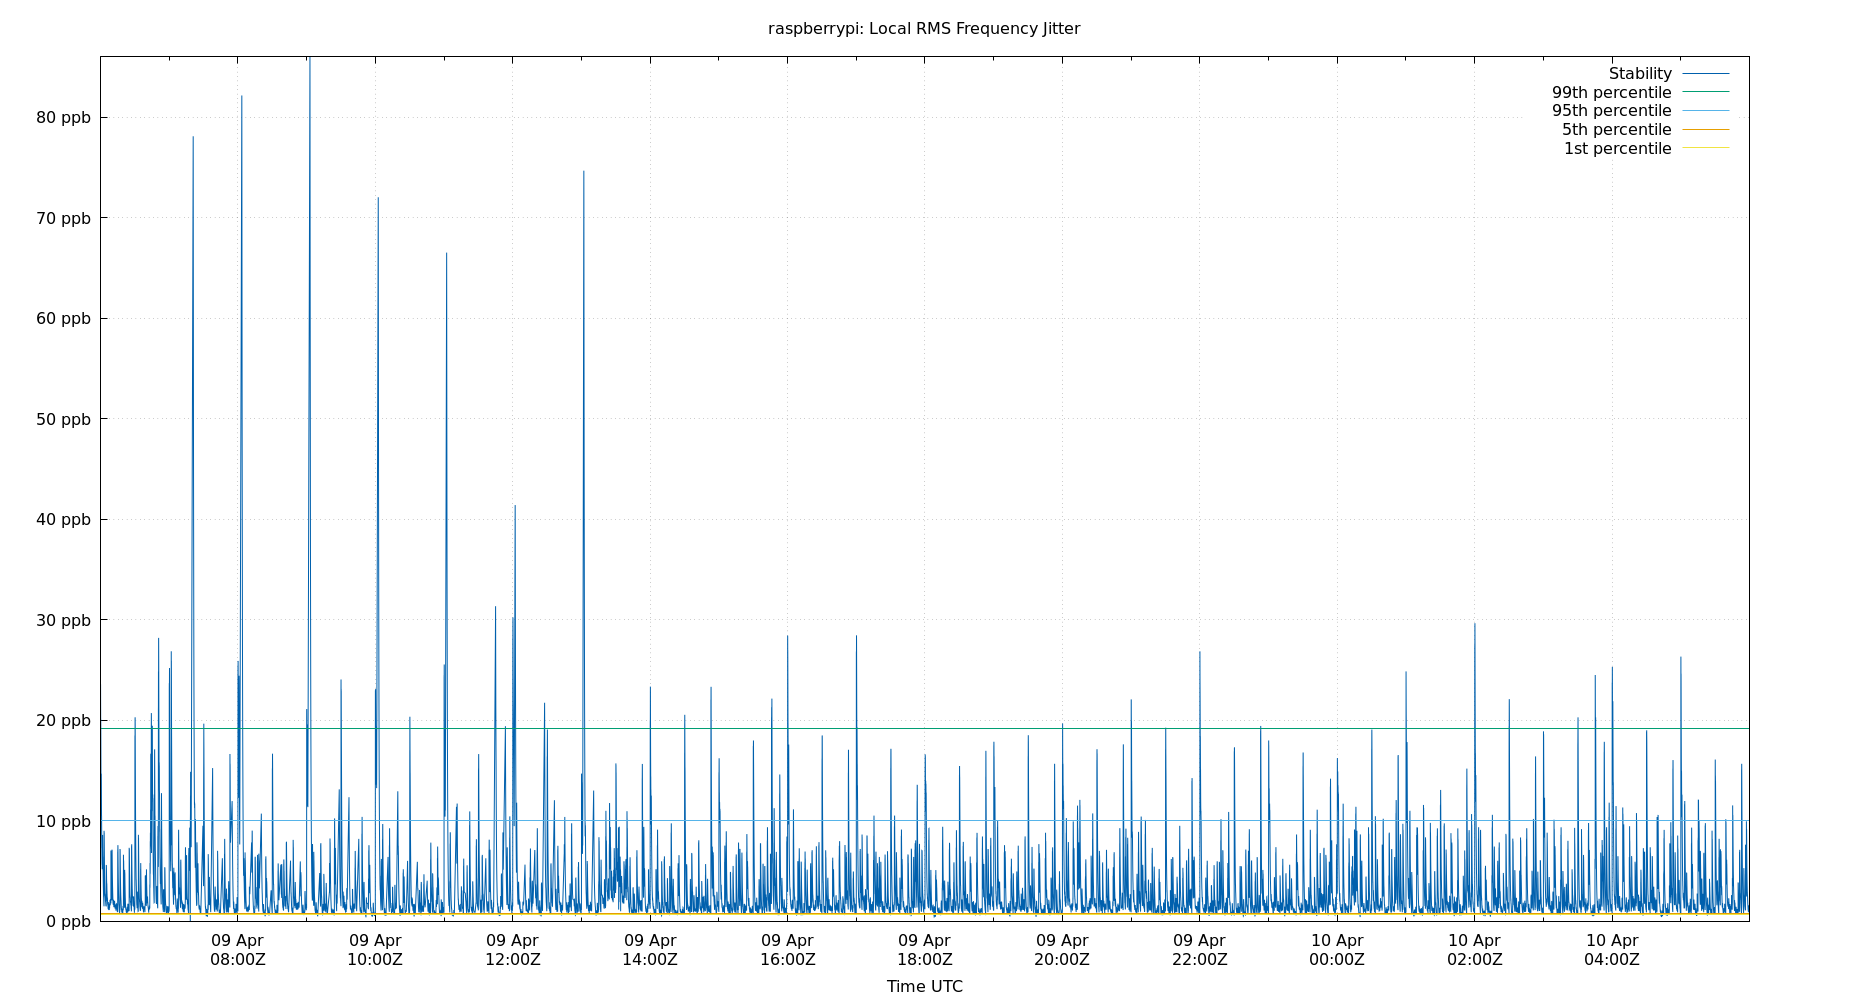 raspberrypi: Local RMS Frequency Jitter
Stability
99th percentile
95th percentile
5th percentile
1st percentile
80 ppb
70 ppb
60 ppb
50 ppb
40 ppb
30 ppb
20 ppb
10 ppb
0 ppb
09 Apr 09 Apr 09 Apr 09 Apr 09 Apr 09 Apr 09 Apr 09 Apr 10 Apr 10 Apr 10 Apr
08:00Z 10:00Z 12:00Z 14:00Z 16:00Z 18:00Z 20:00Z 22:00Z 00:00Z 02:00Z 04:00Z
Time UTC